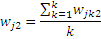 w_{j2} = \frac{\sum_{k=1}^{k} w_{jk2}}{k}